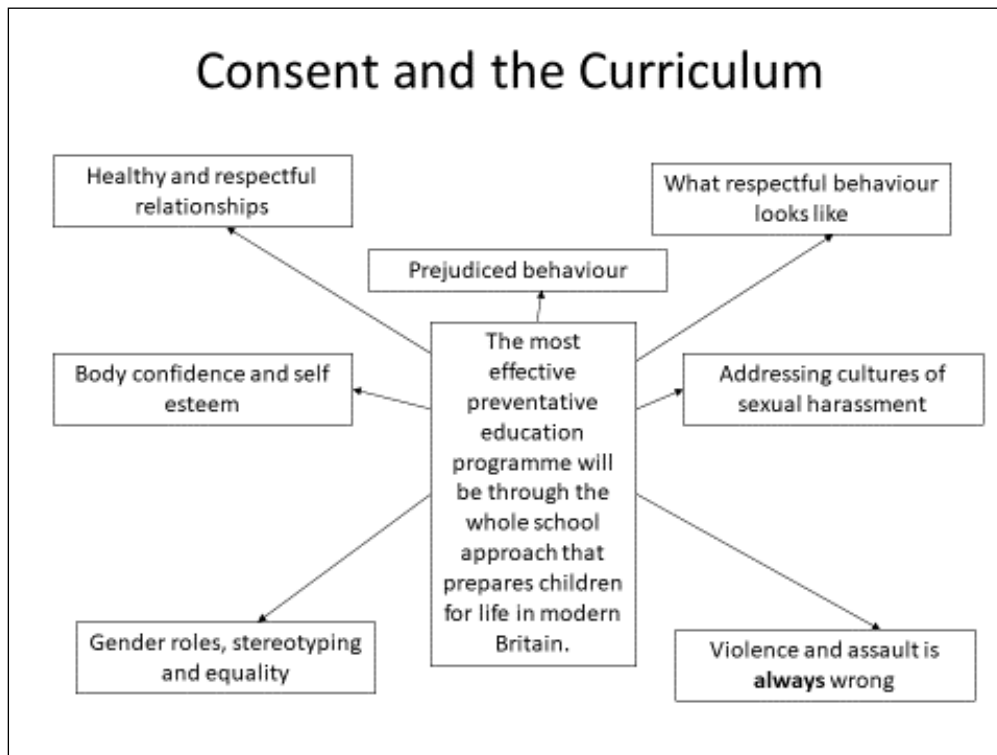 Consent and the Curriculum
Healthy and respectful
relationships
What respectful behaviour
looks like
Prejudiced behaviour
The most
effective
preventative
education
programme will
be through the
whole school
approach that
prepares children
for life in modern
Britain.
Body confidence and self
esteem
Addressing cultures of
sexual harassment
Gender roles, stereotyping
and equality
Violence and assault is
always wrong